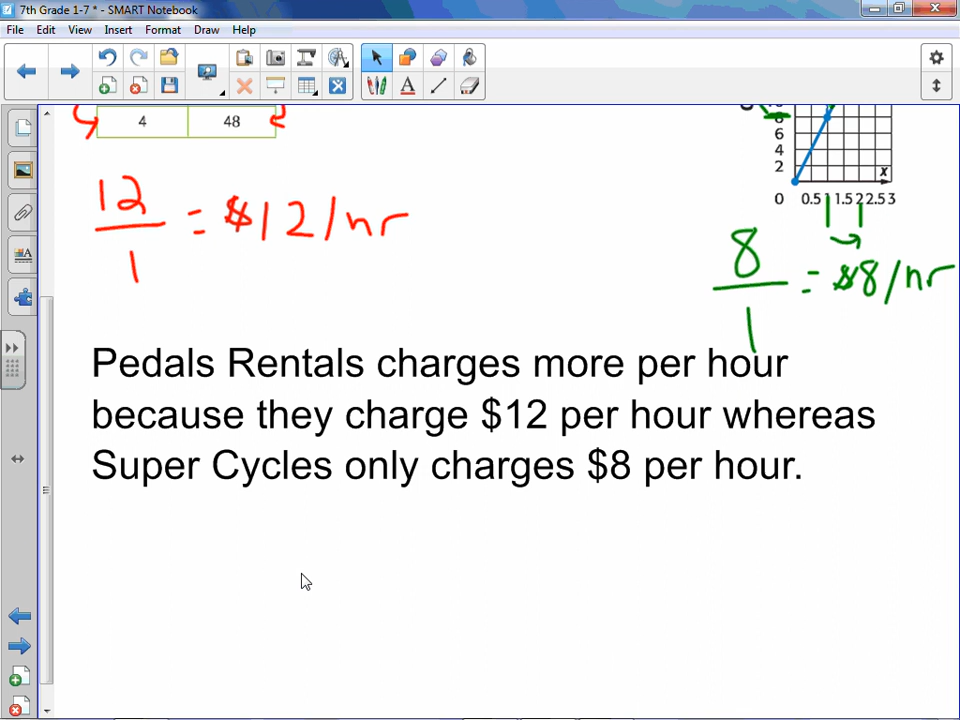 7th Grade 1-7 * - SMART Notebook
File Edit View Insert Format Draw Help
4 48
8
6
4
2
x
0 0.5 1 1.5 2 2.5 3
12
1
= $12/hr
8
1
= $8/hr
Pedals Rentals charges more per hour
because they charge $12 per hour whereas
Super Cycles only charges $8 per hour.